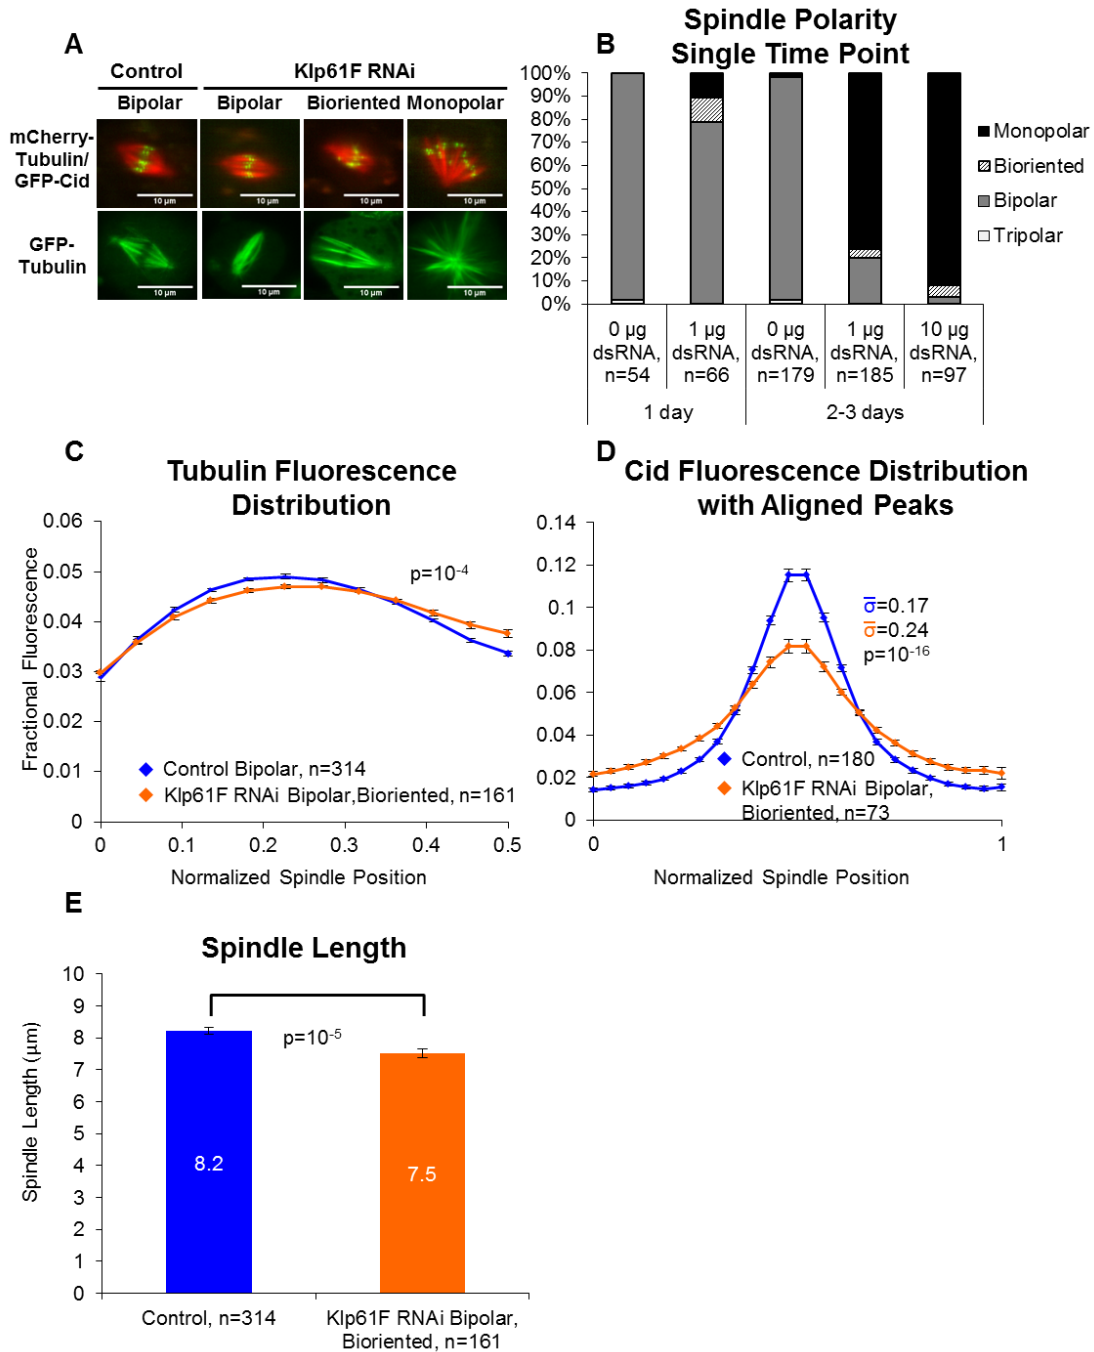 A
Control
Klp61F RNAi
Bipolar
Bipolar
Bioriented
Monopolar
mCherry-
Tubulin/
GFP-Cid
10 µm
10 µm
10 µm
10 µm
GFP-
Tubulin
10 µm
10 µm
10 µm
10 µm
B
Spindle Polarity
Single Time Point
100%
90%
80%
70%
60%
50%
40%
30%
20%
10%
0%
Monopolar
Bioriented
Bipolar
Tripolar
0 µg
dsRNA,
n=54
1 µg
dsRNA,
n=66
0 µg
dsRNA,
n=179
1 µg
dsRNA,
n=185
10 µg
dsRNA,
n=97
1 day
2-3 days
C
Tubulin Fluorescence
Distribution
Fractional Fluorescence
0.06
0.05
0.04
0.03
0.02
0.01
0
p=10⁻⁴
Control Bipolar, n=314
Klp61F RNAi Bipolar,Bioriented, n=161
0
0.1
0.2
0.3
0.4
0.5
Normalized Spindle Position
D
Cid Fluorescence Distribution
with Aligned Peaks
0.14
0.12
0.1
0.08
0.06
0.04
0.02
0
σ̅=0.17
σ̅=0.24
p=10⁻¹⁶
Control, n=180
Klp61F RNAi Bipolar,
Bioriented, n=73
0
1
Normalized Spindle Position
E
Spindle Length
Spindle Length (µm)
10
9
8
7
6
5
4
3
2
1
0
p=10⁻⁵
8.2
7.5
Control, n=314
Klp61F RNAi Bipolar,
Bioriented, n=161